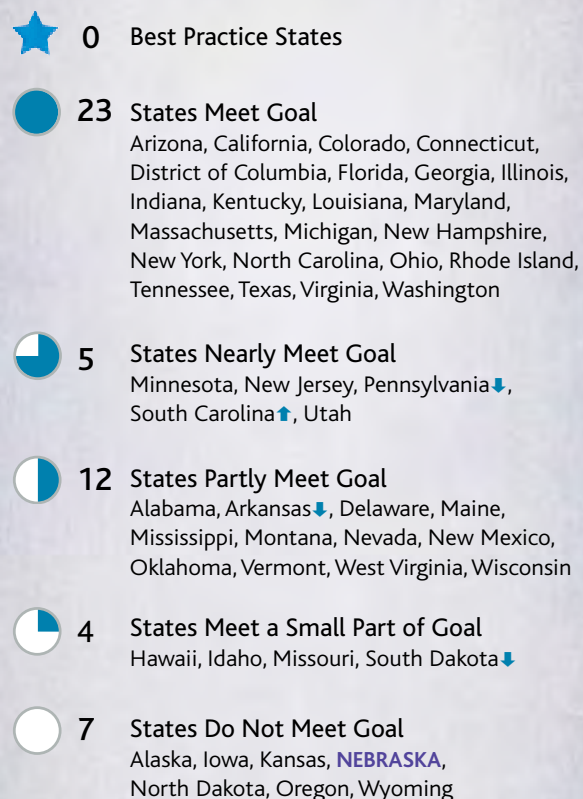 0 Best Practice States
23 States Meet Goal
Arizona, California, Colorado, Connecticut,
District of Columbia, Florida, Georgia, Illinois,
Indiana, Kentucky, Louisiana, Maryland,
Massachusetts, Michigan, New Hampshire,
New York, North Carolina, Ohio, Rhode Island,
Tennessee, Texas, Virginia, Washington
5 States Nearly Meet Goal
Minnesota, New Jersey, Pennsylvania⬇,
South Carolina⬆, Utah
12 States Partly Meet Goal
Alabama, Arkansas⬇, Delaware, Maine,
Mississippi, Montana, Nevada, New Mexico,
Oklahoma, Vermont, West Virginia, Wisconsin
4 States Meet a Small Part of Goal
Hawaii, Idaho, Missouri, South Dakota⬇
7 States Do Not Meet Goal
Alaska, Iowa, Kansas, NEBRASKA,
North Dakota, Oregon, Wyoming